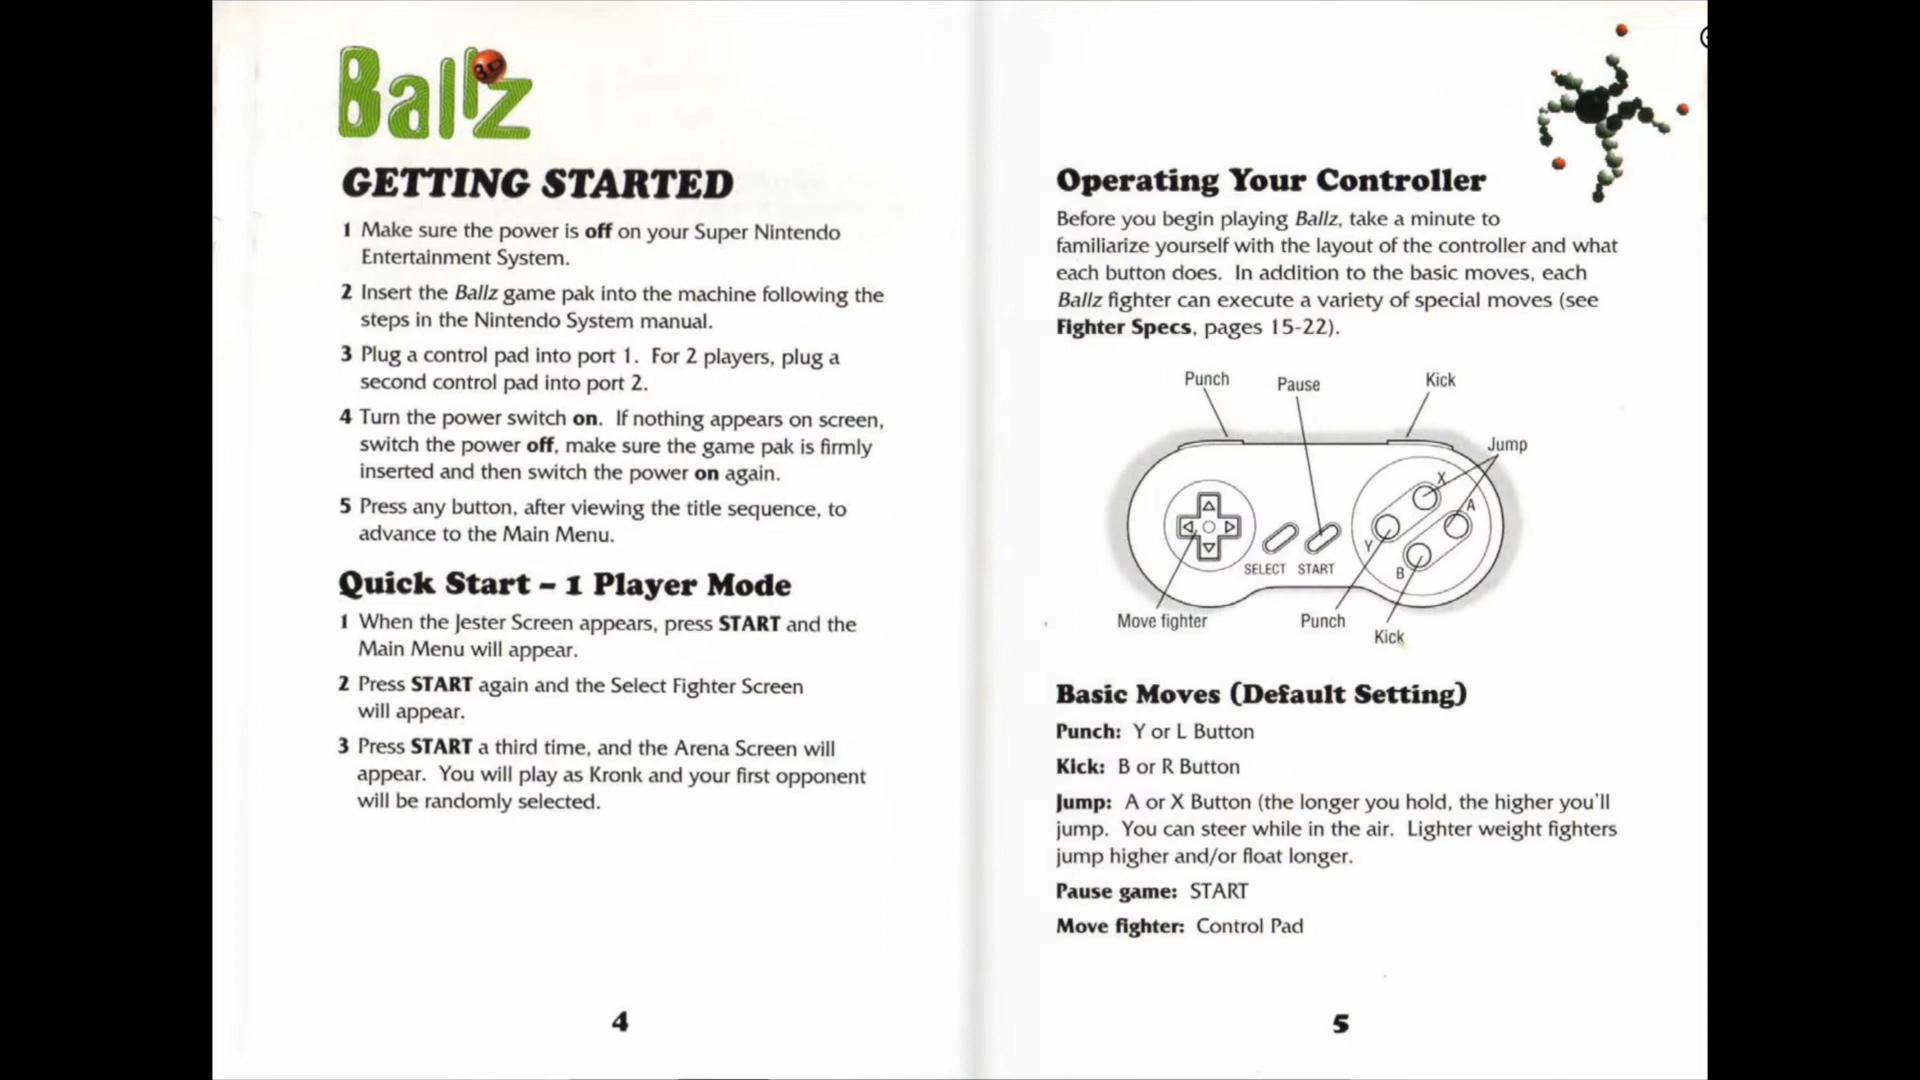 Ballz
3D
GETTING STARTED
1 Make sure the power is off on your Super Nintendo
Entertainment System.
2 Insert the Ballz game pak into the machine following the
steps in the Nintendo System manual.
3 Plug a control pad into port 1. For 2 players, plug a
second control pad into port 2.
4 Turn the power switch on. If nothing appears on screen,
switch the power off, make sure the game pak is firmly
inserted and then switch the power on again.
5 Press any button, after viewing the title sequence, to
advance to the Main Menu.
Quick Start – 1 Player Mode
1 When the Jester Screen appears, press START and the
Main Menu will appear.
2 Press START again and the Select Fighter Screen
will appear.
3 Press START a third time, and the Arena Screen will
appear. You will play as Kronk and your first opponent
will be randomly selected.
4
Operating Your Controller
Before you begin playing Ballz, take a minute to
familiarize yourself with the layout of the controller and what
each button does. In addition to the basic moves, each
Ballz fighter can execute a variety of special moves (see
Fighter Specs, pages 15-22).
Punch
Pause
Kick
Jump
X
A
Y
B
SELECT START
Move fighter
Punch
Kick
Basic Moves (Default Setting)
Punch: Y or L Button
Kick: B or R Button
Jump: A or X Button (the longer you hold, the higher you'll
jump. You can steer while in the air. Lighter weight fighters
jump higher and/or float longer.
Pause game: START
Move fighter: Control Pad
5